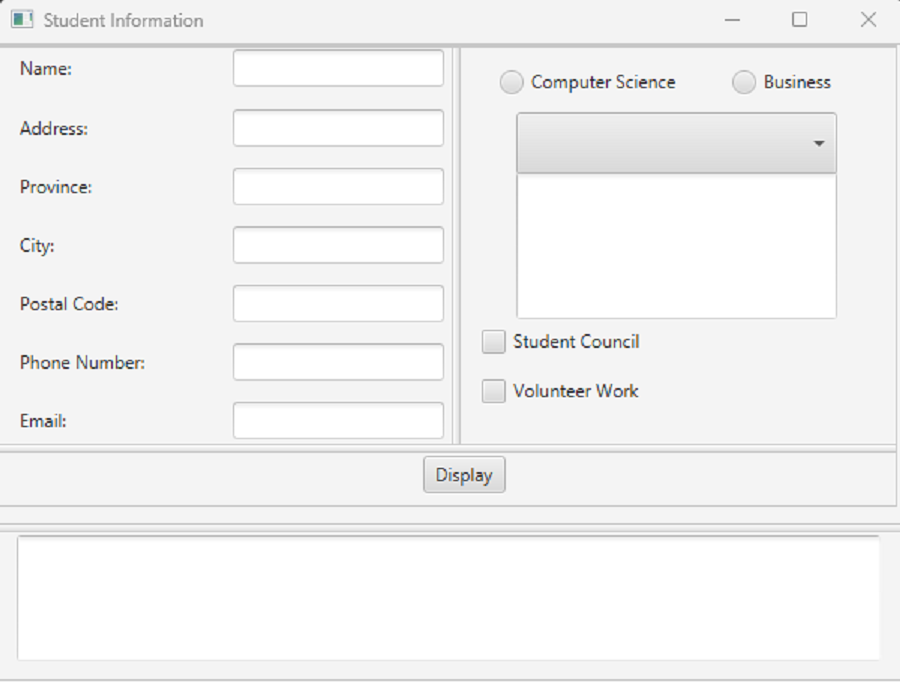 Student Information
Name:
Computer Science Business
Address:
Province:
City:
Postal Code:
Student Council
Phone Number:
Volunteer Work
Email:
Display